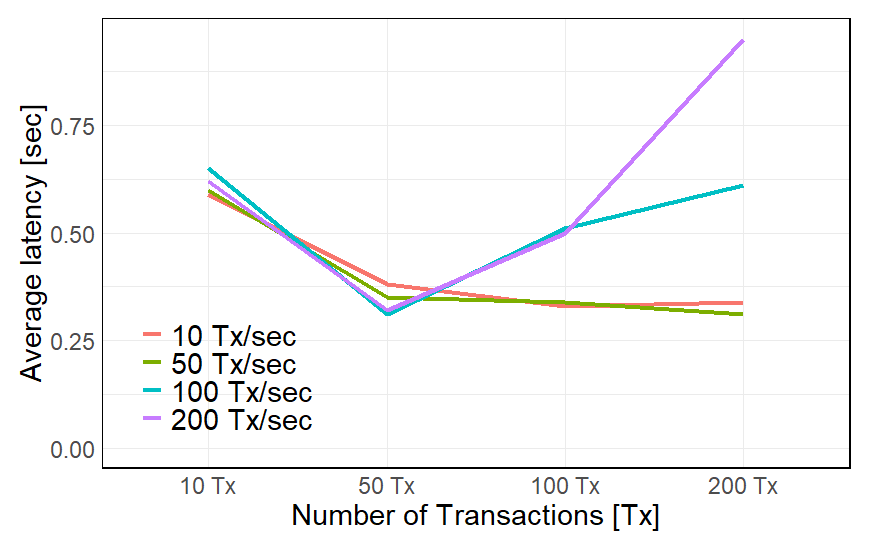 Average latency [sec]
0.75
0.50
0.25
0.00
10 Tx/sec
50 Tx/sec
100 Tx/sec
200 Tx/sec
10 Tx
50 Tx
100 Tx
200 Tx
Number of Transactions [Tx]